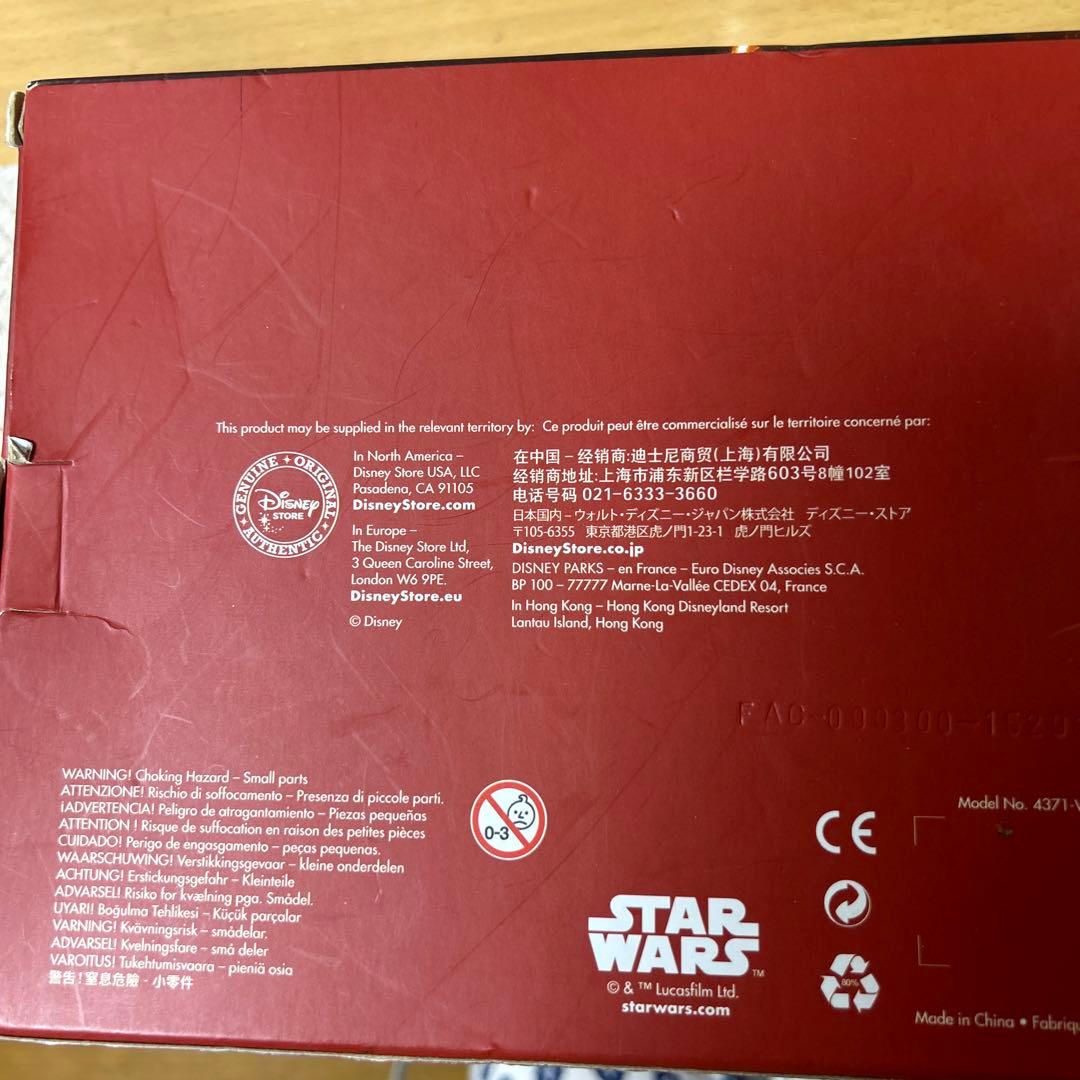 This product may be supplied in the relevant territory by: Ce produit peut être commercialisé sur le territoire concerné par:
GENUINE ORIGINAL AUTHENTIC
Disney
STORE
In North America –
Disney Store USA, LLC
Pasadena, CA 91105
DisneyStore.com
In Europe –
The Disney Store Ltd,
3 Queen Caroline Street,
London W6 9PE.
DisneyStore.eu
© Disney
在中国 – 经销商:迪士尼商贸(上海)有限公司
经销商地址:上海市浦东新区栏学路603号8幢102室
电话号码 021-6333-3660
日本国内 – ウォルト・ディズニー・ジャパン株式会社 ディズニー・ストア
〒105-6355 東京都港区虎ノ門1-23-1 虎ノ門ヒルズ
DisneyStore.co.jp
DISNEY PARKS – en France – Euro Disney Associes S.C.A.
BP 100 – 77777 Marne-La-Vallée CEDEX 04, France
In Hong Kong – Hong Kong Disneyland Resort
Lantau Island, Hong Kong
FAC-000300-1529
WARNING! Choking Hazard – Small parts
ATTENZIONE! Rischio di soffocamento – Presenza di piccole parti.
¡ADVERTENCIA! Peligro de atragantamiento – Piezas pequeñas
ATTENTION ! Risque de suffocation en raison des petites pièces
CUIDADO! Perigo de engasgamento – peças pequenas.
WAARSCHUWING! Verstikkingsgevaar – kleine onderdelen
ACHTUNG! Erstickungsgefahr – Kleinteile
ADVARSEL! Risiko for kvælning pga. Smådel.
UYARI! Boğulma Tehlikesi – Küçük parçalar
VARNING! Kvävningsrisk – smådelar.
ADVARSEL! Kvelningsfare – små deler
VAROITUS! Tukehtumisvaara – pieniä osia
警告!窒息危險 - 小零件
0-3
Model No. 4371-
CE
STAR
WARS™
© & ™ Lucasfilm Ltd.
starwars.com
80%
Made in China • Fabriqu